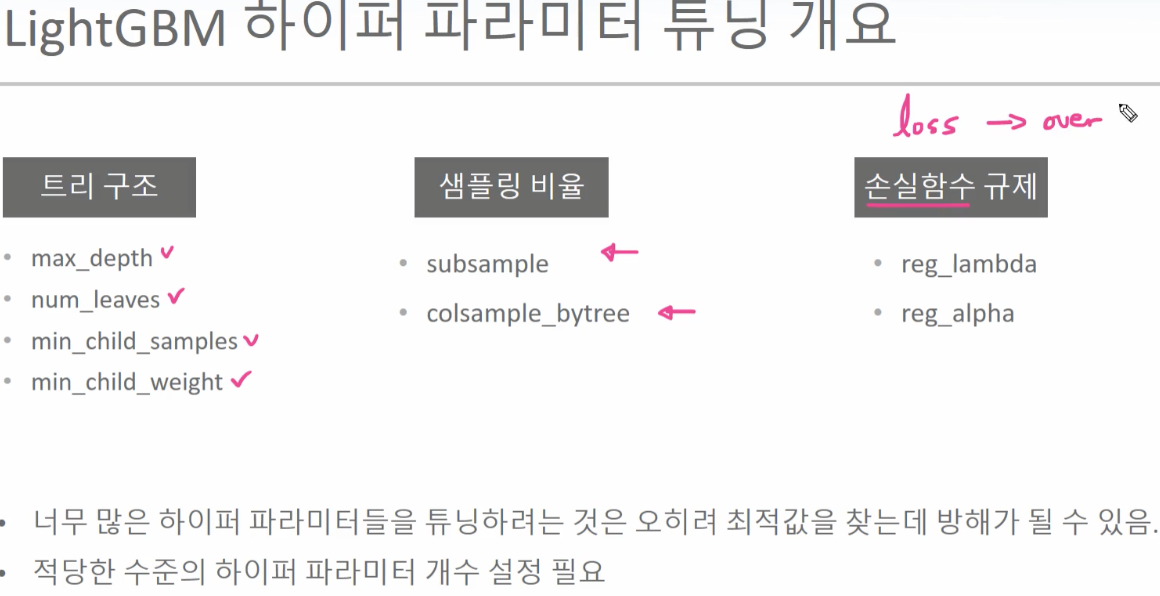 LightGBM 하이퍼 파라미터 튜닝 개요
loss → over
트리 구조
• max_depth ✓
• num_leaves ✓
• min_child_samples ✓
• min_child_weight ✓
샘플링 비율
• subsample ←
• colsample_bytree ←
손실함수 규제
• reg_lambda
• reg_alpha
• 너무 많은 하이퍼 파라미터들을 튜닝하려는 것은 오히려 최적값을 찾는데 방해가 될 수 있음.
• 적당한 수준의 하이퍼 파라미터 개수 설정 필요